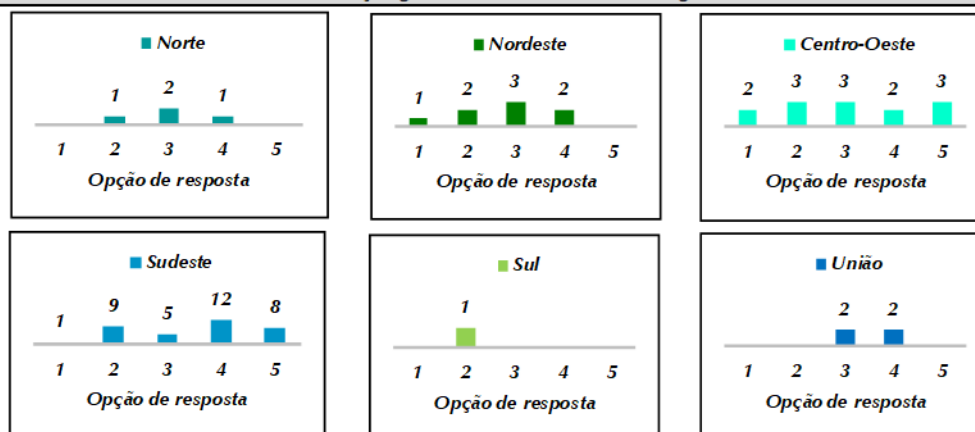 Norte
1 2 1
1 2 3 4 5
Opção de resposta
Nordeste
1 2 3 2
1 2 3 4 5
Opção de resposta
Centro-Oeste
2 3 3 2 3
1 2 3 4 5
Opção de resposta
Sudeste
1 9 5 12 8
1 2 3 4 5
Opção de resposta
Sul
1
1 2 3 4 5
Opção de resposta
União
2 2
1 2 3 4 5
Opção de resposta